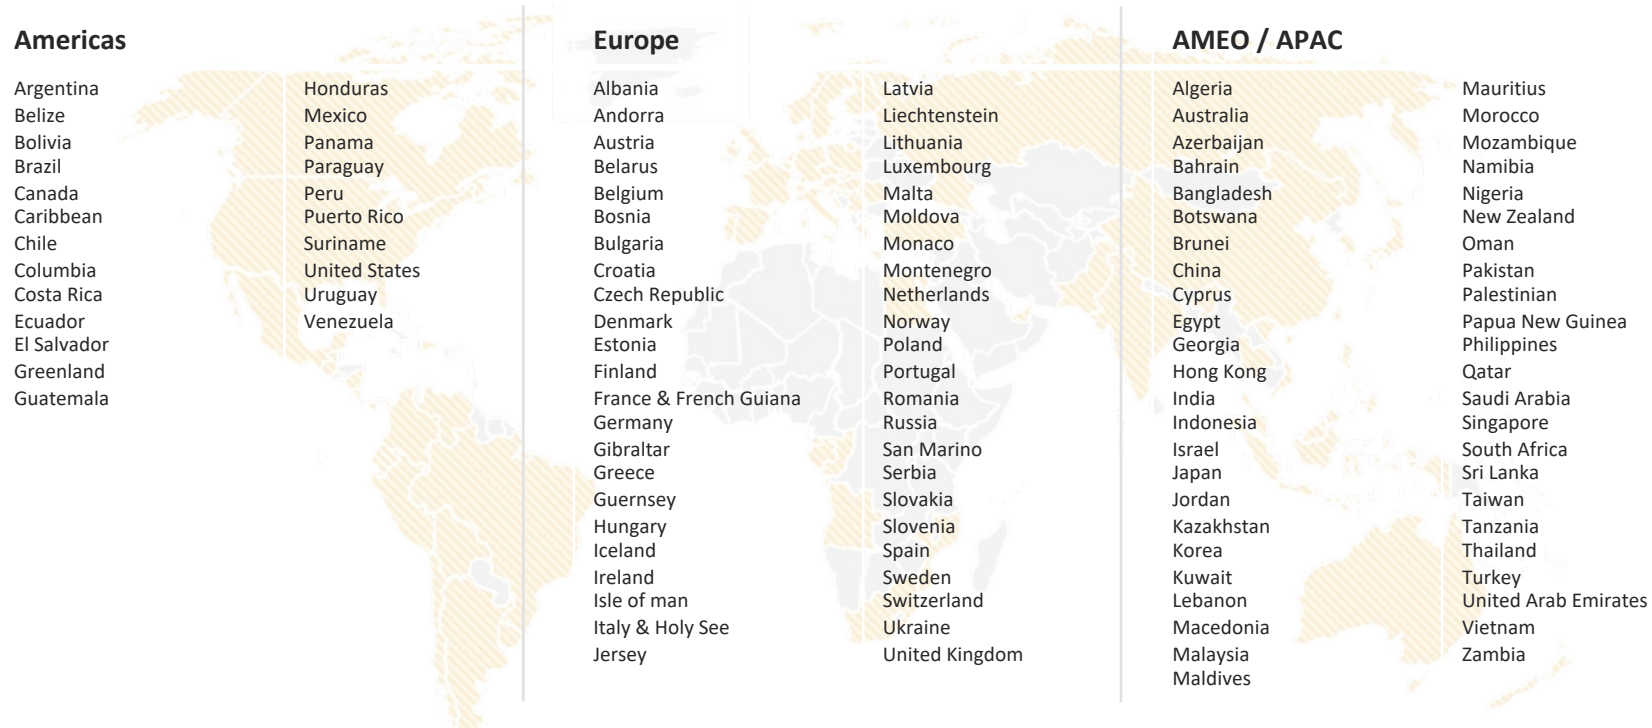 Americas
Argentina
Belize
Bolivia
Brazil
Canada
Caribbean
Chile
Columbia
Costa Rica
Ecuador
El Salvador
Greenland
Guatemala
Honduras
Mexico
Panama
Paraguay
Peru
Puerto Rico
Suriname
United States
Uruguay
Venezuela
Europe
Albania
Andorra
Austria
Belarus
Belgium
Bosnia
Bulgaria
Croatia
Czech Republic
Denmark
Estonia
Finland
France & French Guiana
Germany
Gibraltar
Greece
Guernsey
Hungary
Iceland
Ireland
Isle of man
Italy & Holy See
Jersey
Latvia
Liechtenstein
Lithuania
Luxembourg
Malta
Moldova
Monaco
Montenegro
Netherlands
Norway
Poland
Portugal
Romania
Russia
San Marino
Serbia
Slovakia
Slovenia
Spain
Sweden
Switzerland
Ukraine
United Kingdom
AMEO / APAC
Algeria
Australia
Azerbaijan
Bahrain
Bangladesh
Botswana
Brunei
China
Cyprus
Egypt
Georgia
Hong Kong
India
Indonesia
Israel
Japan
Jordan
Kazakhstan
Korea
Kuwait
Lebanon
Macedonia
Malaysia
Maldives
Mauritius
Morocco
Mozambique
Namibia
Nigeria
New Zealand
Oman
Pakistan
Palestinian
Papua New Guinea
Philippines
Qatar
Saudi Arabia
Singapore
South Africa
Sri Lanka
Taiwan
Tanzania
Thailand
Turkey
United Arab Emirates
Vietnam
Zambia